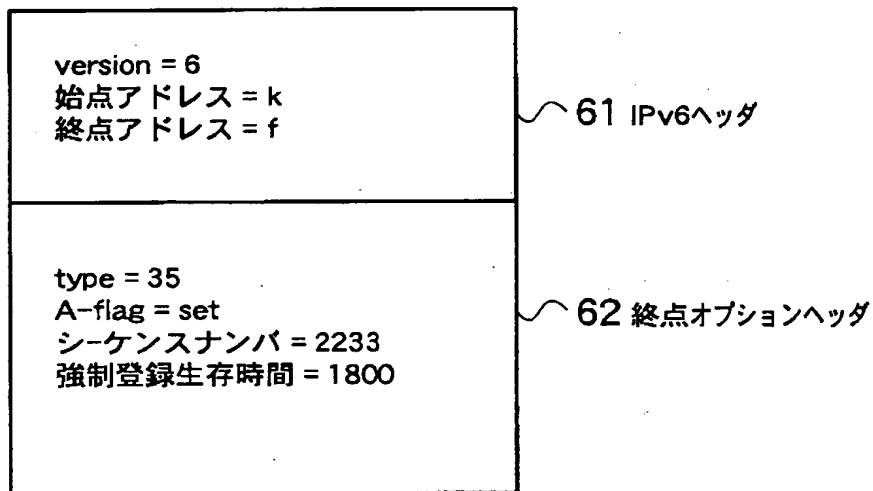 version = 6
始点アドレス = k
終点アドレス = f
61 IPv6ヘッダ
type = 35
A-flag = set
シーケンスナンバ = 2233
強制登録生存時間 = 1800
62 終点オプションヘッダ